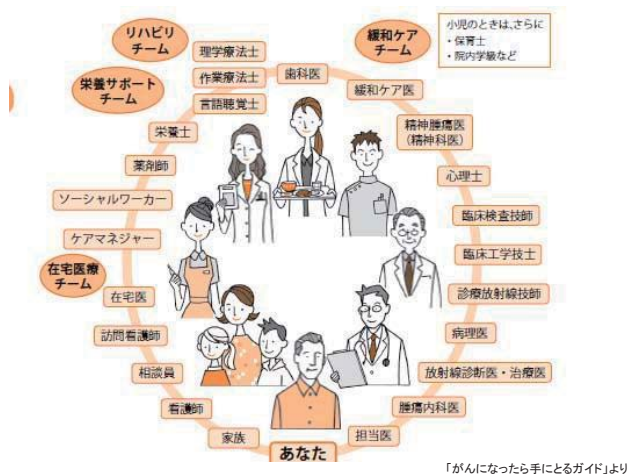 リハビリ
チーム
緩和ケア
チーム
小児のときは、さらに
・保育士
・院内学級など
理学療法士
作業療法士
言語聴覚士
歯科医
緩和ケア医
栄養サポート
チーム
栄養士
精神腫瘍医
(精神科医)
薬剤師
心理士
ソーシャルワーカー
臨床検査技師
ケアマネジャー
臨床工学技士
在宅医療
チーム
在宅医
診療放射線技師
訪問看護師
病理医
相談員
放射線診断医・治療医
看護師
腫瘍内科医
家族
あなた
担当医
「がんになったら手にとるガイド」より